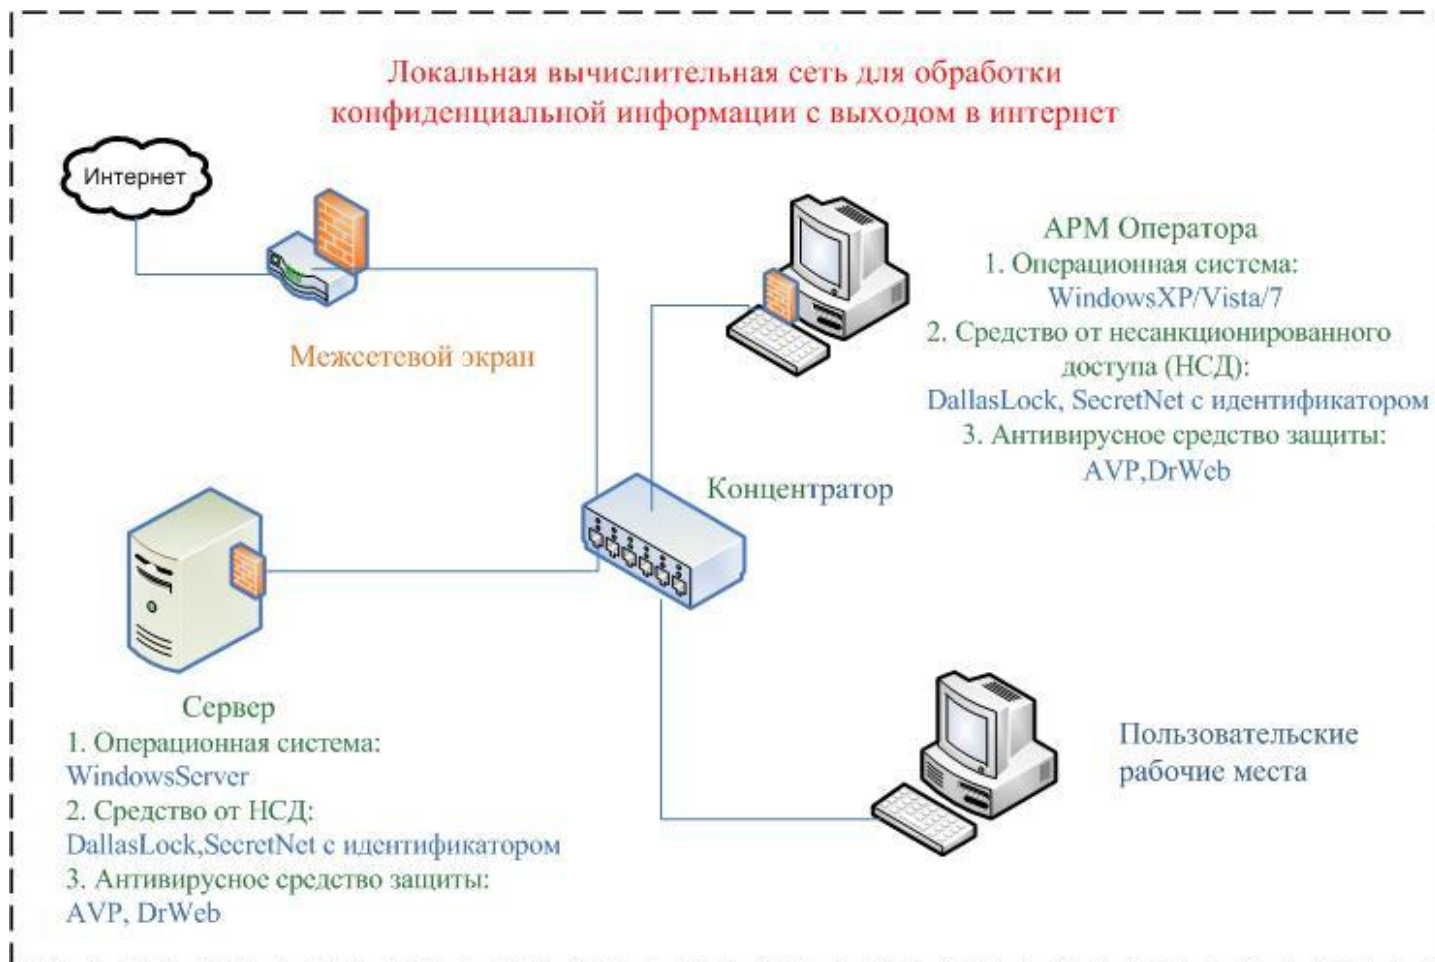 Локальная вычислительная сеть для обработки
конфиденциальной информации с выходом в интернет
Интернет
Межсетевой экран
АРМ Оператора
1. Операционная система:
WindowsXP/Vista/7
2. Средство от несанкционированного
доступа (НСД):
DallasLock, SecretNet с идентификатором
3. Антивирусное средство защиты:
AVP,DrWeb
Концентратор
Сервер
1. Операционная система:
WindowsServer
2. Средство от НСД:
DallasLock,SecretNet с идентификатором
3. Антивирусное средство защиты:
AVP, DrWeb
Пользовательские
рабочие места